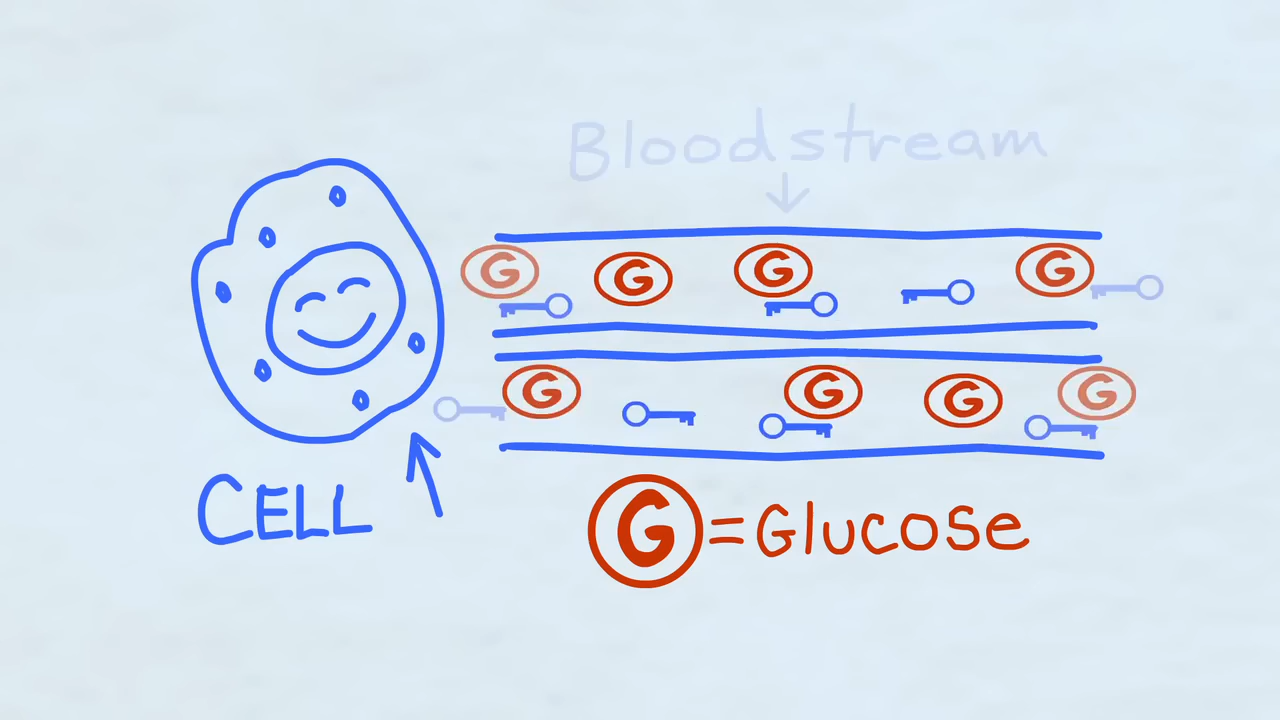 Bloodstream
G G G G
G G G G
CELL
G = Glucose